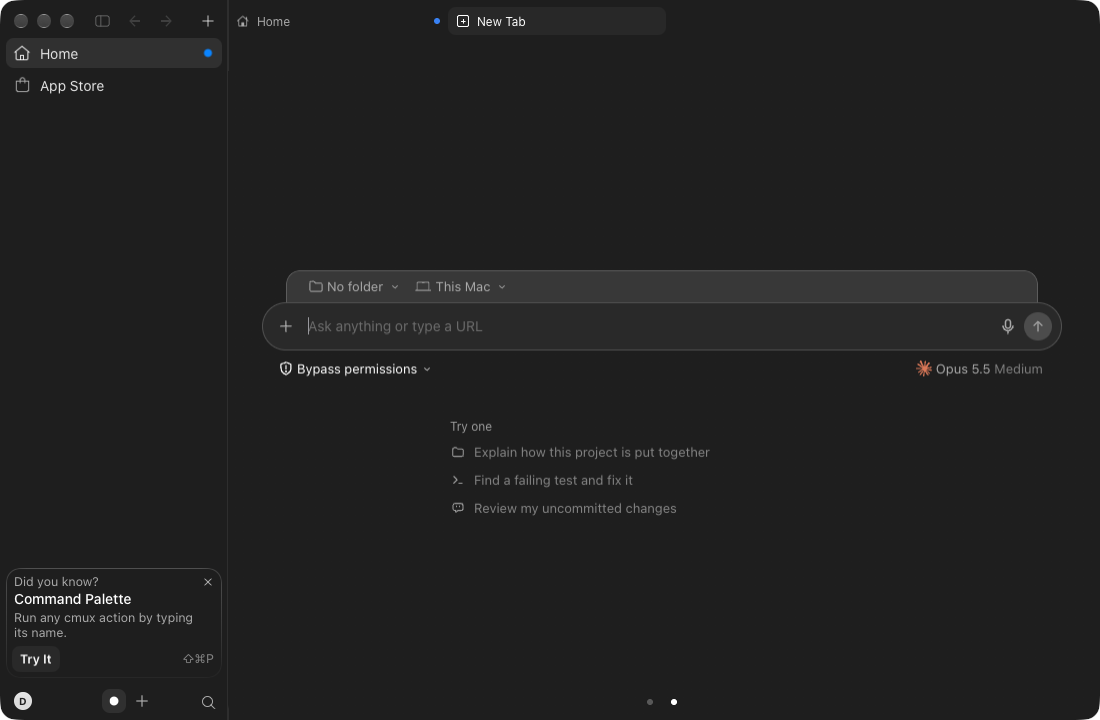 Home
New Tab
Home
App Store
No folder
This Mac
Ask anything or type a URL
Bypass permissions
Opus 5.5 Medium
Try one
Explain how this project is put together
Find a failing test and fix it
Review my uncommitted changes
Did you know?
Command Palette
Run any cmux action by typing
its name.
Try It
⇧⌘P
D